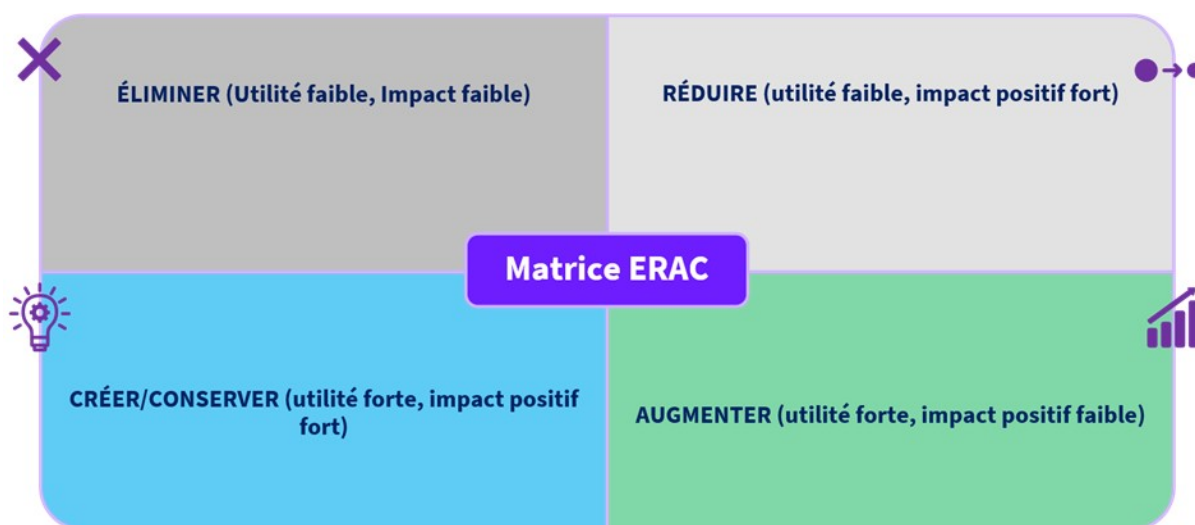 ÉLIMINER (Utilité faible, Impact faible)
RÉDUIRE (utilité faible, impact positif fort)
Matrice ERAC
CRÉER/CONSERVER (utilité forte, impact positif
fort)
AUGMENTER (utilité forte, impact positif faible)